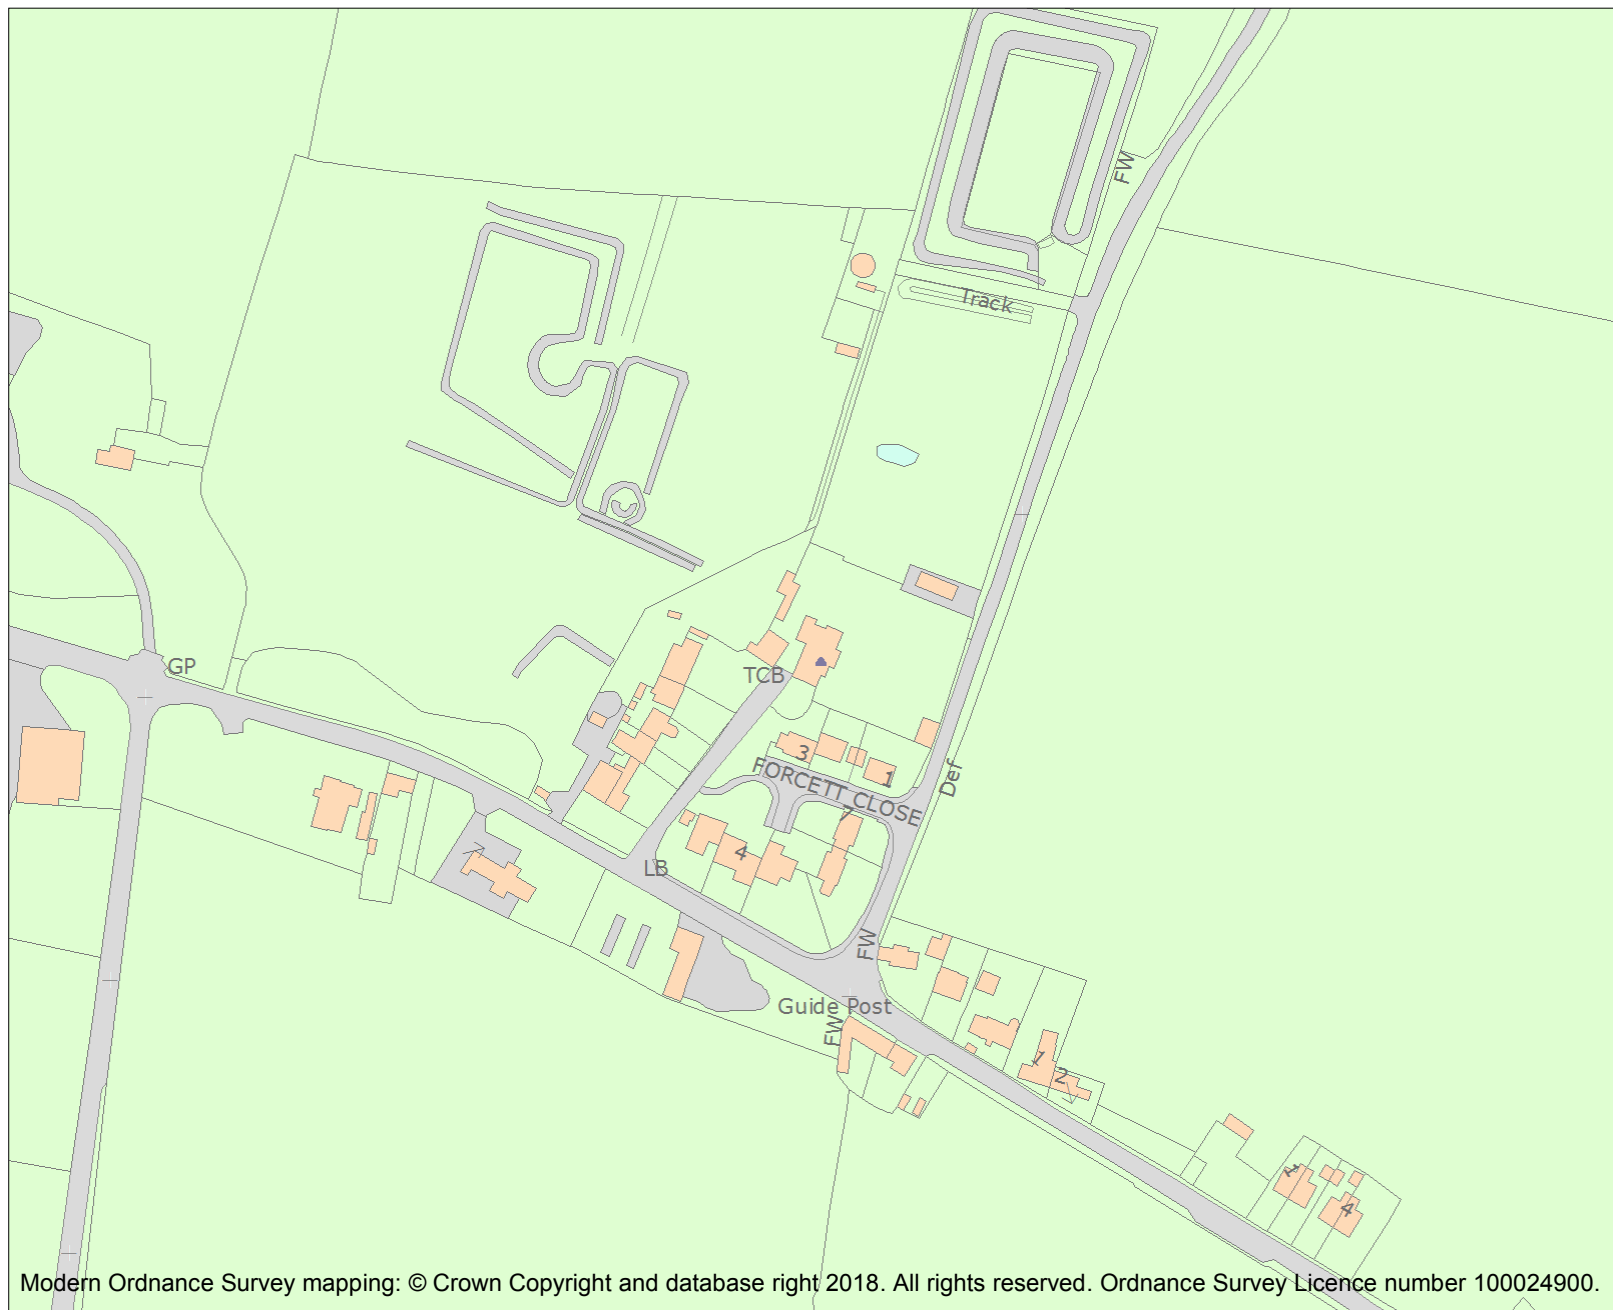 FW
Track
GP
TCB
3
1
FORCETT CLOSE
Def
7
4
7
LB
FW
Guide Post
FW
1
2
1
4
Modern Ordnance Survey mapping: © Crown Copyright and database right 2018. All rights reserved. Ordnance Survey Licence number 100024900.